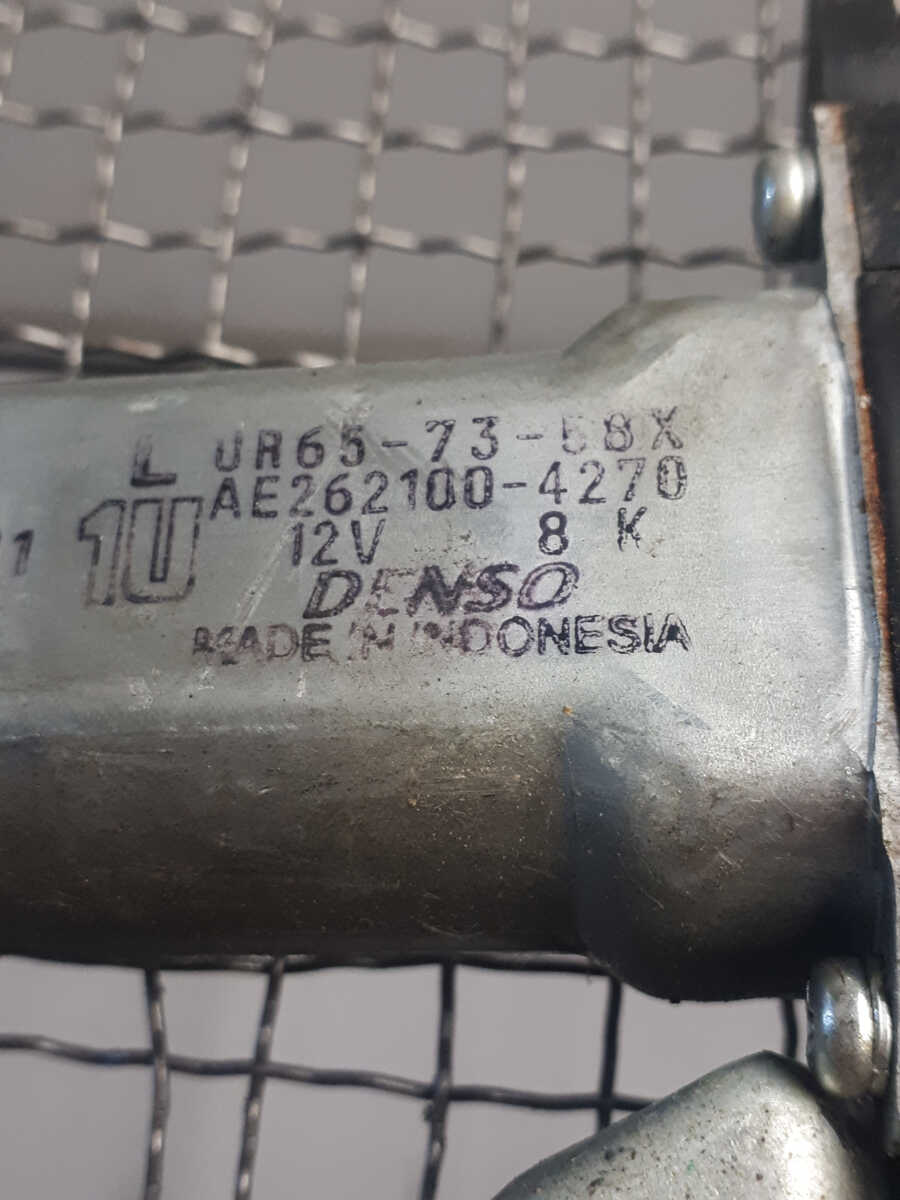 L UR65-73-58X
1U AE262100-4270
12V 8 K
DENSO
MADE IN INDONESIA